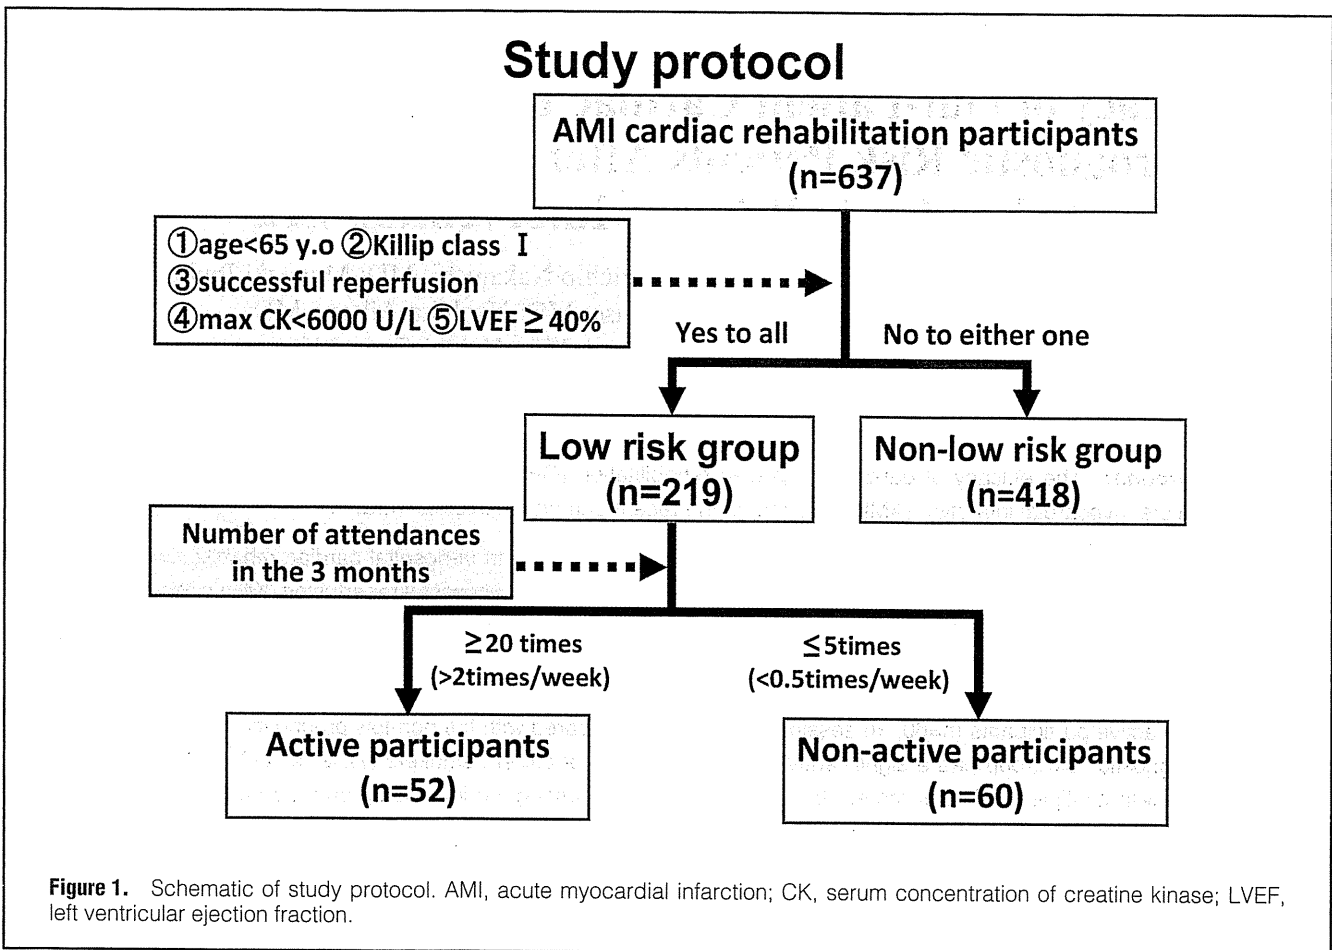 Study protocol
AMI cardiac rehabilitation participants
(n=637)
①age<65 y.o ②Killip class Ⅰ
③successful reperfusion
④max CK<6000 U/L ⑤LVEF≧40%
Yes to all
No to either one
Low risk group
(n=219)
Non-low risk group
(n=418)
Number of attendances
in the 3 months
≧20 times
(>2times/week)
≦5times
(<0.5times/week)
Active participants
(n=52)
Non-active participants
(n=60)
Figure 1. Schematic of study protocol. AMI, acute myocardial infarction; CK, serum concentration of creatine kinase; LVEF,
left ventricular ejection fraction.